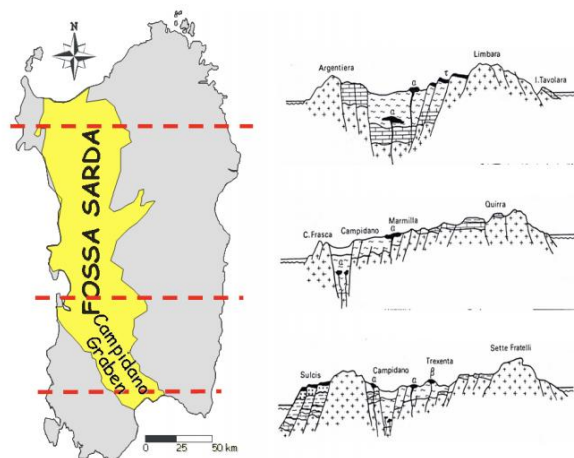 N
FOSSA SARDA
Campidano
Graben
0 25 50 km
Argentiera
Limbara
I.Tavolara
α
τ
α
C. Frasca
Campidano
Marmilla
Quirra
α
α
Sulcis
Campidano
Trexenta
Sette Fratelli
α
α
β